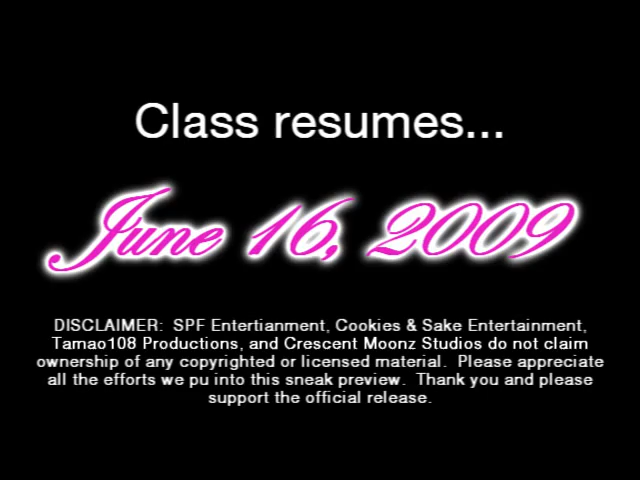 Class resumes...
June 16, 2009
DISCLAIMER:  SPF Entertianment, Cookies & Sake Entertainment,
Tamao108 Productions, and Crescent Moonz Studios do not claim
ownership of any copyrighted or licensed material.  Please appreciate
all the efforts we pu into this sneak preview.  Thank you and please
support the official release.